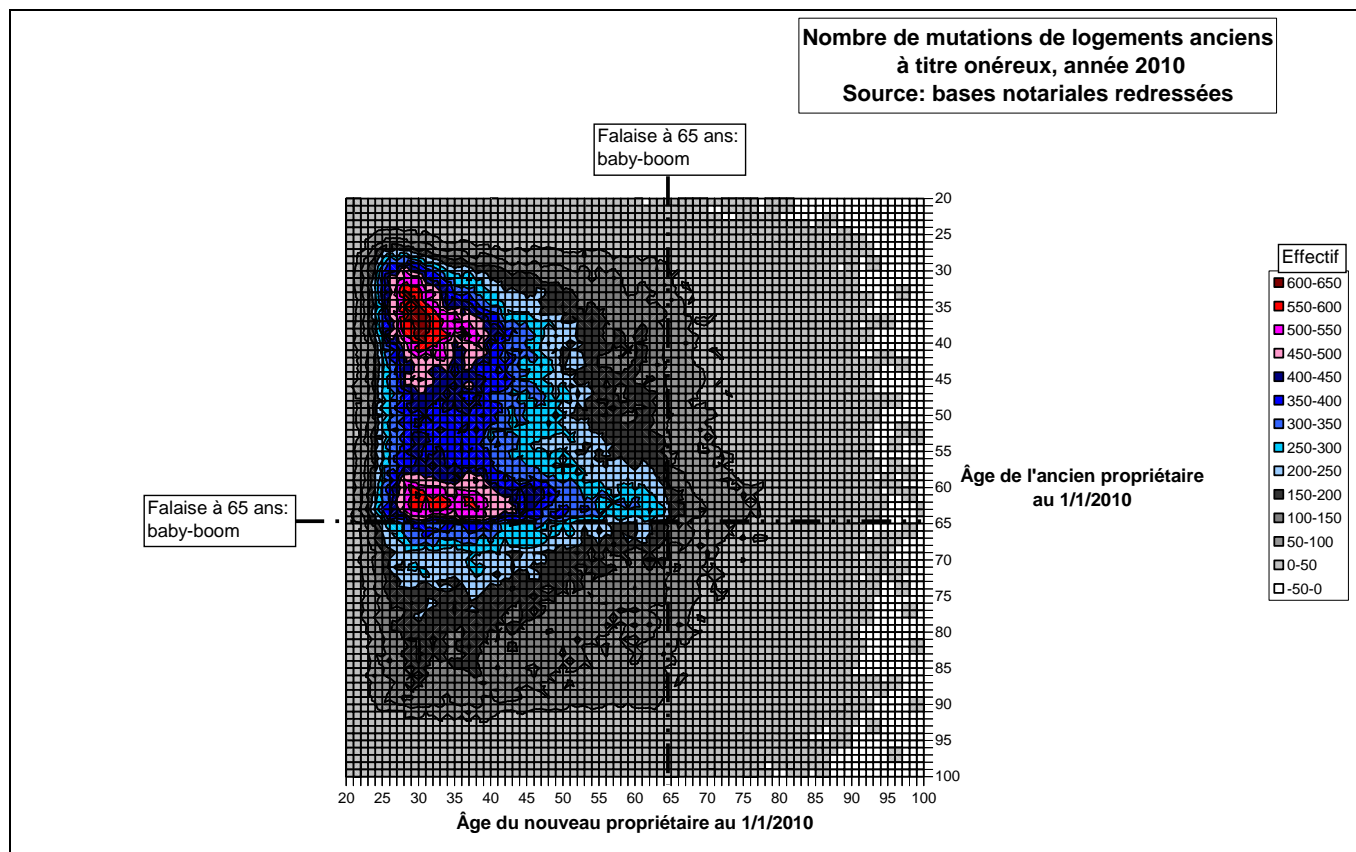 Nombre de mutations de logements anciens
à titre onéreux, année 2010
Source: bases notariales redressées
Falaise à 65 ans:
baby-boom
20
25
30
35
40
45
50
55
60
65
70
75
80
85
90
95
100
Âge de l'ancien propriétaire
au 1/1/2010
Falaise à 65 ans:
baby-boom
Effectif
600-650
550-600
500-550
450-500
400-450
350-400
300-350
250-300
200-250
150-200
100-150
50-100
0-50
-50-0
20 25 30 35 40 45 50 55 60 65 70 75 80 85 90 95 100
Âge du nouveau propriétaire au 1/1/2010